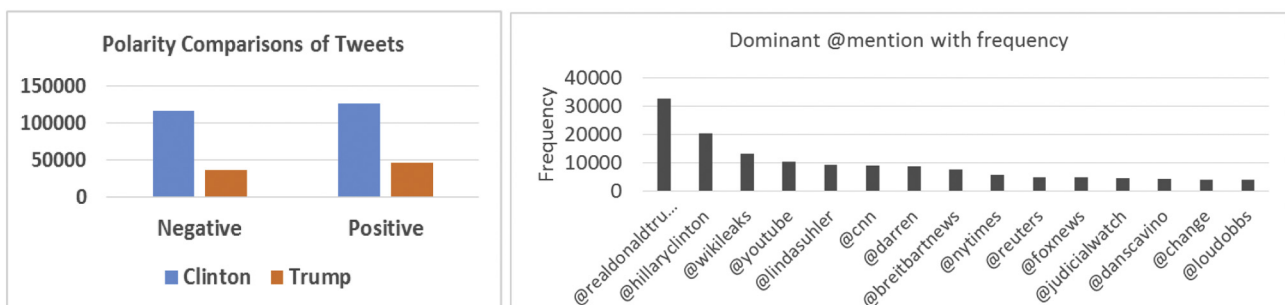 Polarity Comparisons of Tweets
150000
100000
50000
0
Negative Positive
Clinton Trump
Dominant @mention with frequency
Frequency
40000
30000
20000
10000
0
@realdonaldtru...
@hiillaryclinton
@wikileaks
@youtube
@lindasuhler
@cnn
@darren
@breitbartnews
@nytimes
@reuters
@foxnews
@judicialwatch
@danscavino
@change
@loudobbs